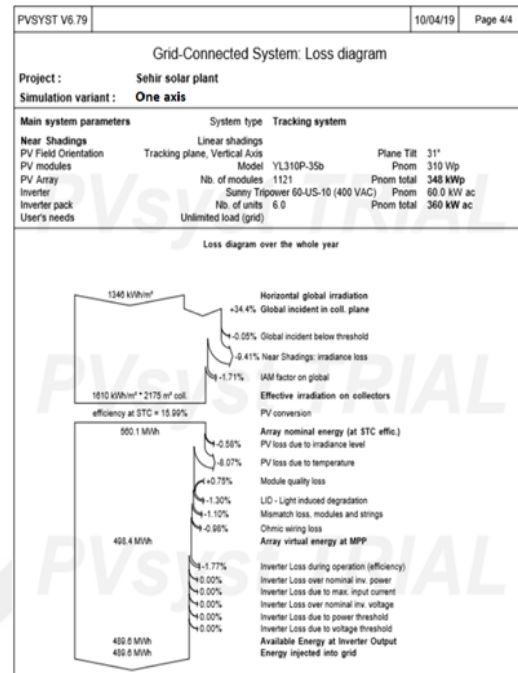 PVSYST V6.79 10/04/19 Page 4/4
Grid-Connected System: Loss diagram
Project : Sehir solar plant
Simulation variant : One axis
Main system parameters System type Tracking system
Near Shadings Linear shadings
PV Field Orientation Tracking plane, Vertical Axis Plane Tilt 31°
PV modules Model YL310P-35b Pnom 310 Wp
PV Array Nb. of modules 1121 Pnom total 348 kWp
Inverter Sunny Tripower 60-US-10 (400 VAC) Pnom 60.0 kW ac
Inverter pack Nb. of units 6.0 Pnom total 360 kW ac
User's needs Unlimited load (grid)
Loss diagram over the whole year
1346 kWh/m² Horizontal global irradiation
+34.4% Global incident in coll. plane
-0.05% Global incident below threshold
-9.41% Near Shadings: irradiance loss
-1.71% IAM factor on global
1610 kWh/m² * 2175 m² coll. Effective irradiation on collectors
efficiency at STC = 15.99% PV conversion
560.1 MWh Array nominal energy (at STC effic.)
-0.58% PV loss due to irradiance level
-8.07% PV loss due to temperature
+0.75% Module quality loss
-1.30% LID - Light induced degradation
-1.10% Mismatch loss, modules and strings
-0.98% Ohmic wiring loss
498.4 MWh Array virtual energy at MPP
-1.77% Inverter Loss during operation (efficiency)
0.00% Inverter Loss over nominal inv. power
0.00% Inverter Loss due to max. input current
0.00% Inverter Loss over nominal inv. voltage
0.00% Inverter Loss due to power threshold
0.00% Inverter Loss due to voltage threshold
489.6 MWh Available Energy at Inverter Output
489.6 MWh Energy injected into grid
PVsyst TRIAL
PVsyst TRIAL
PVsyst TRIAL